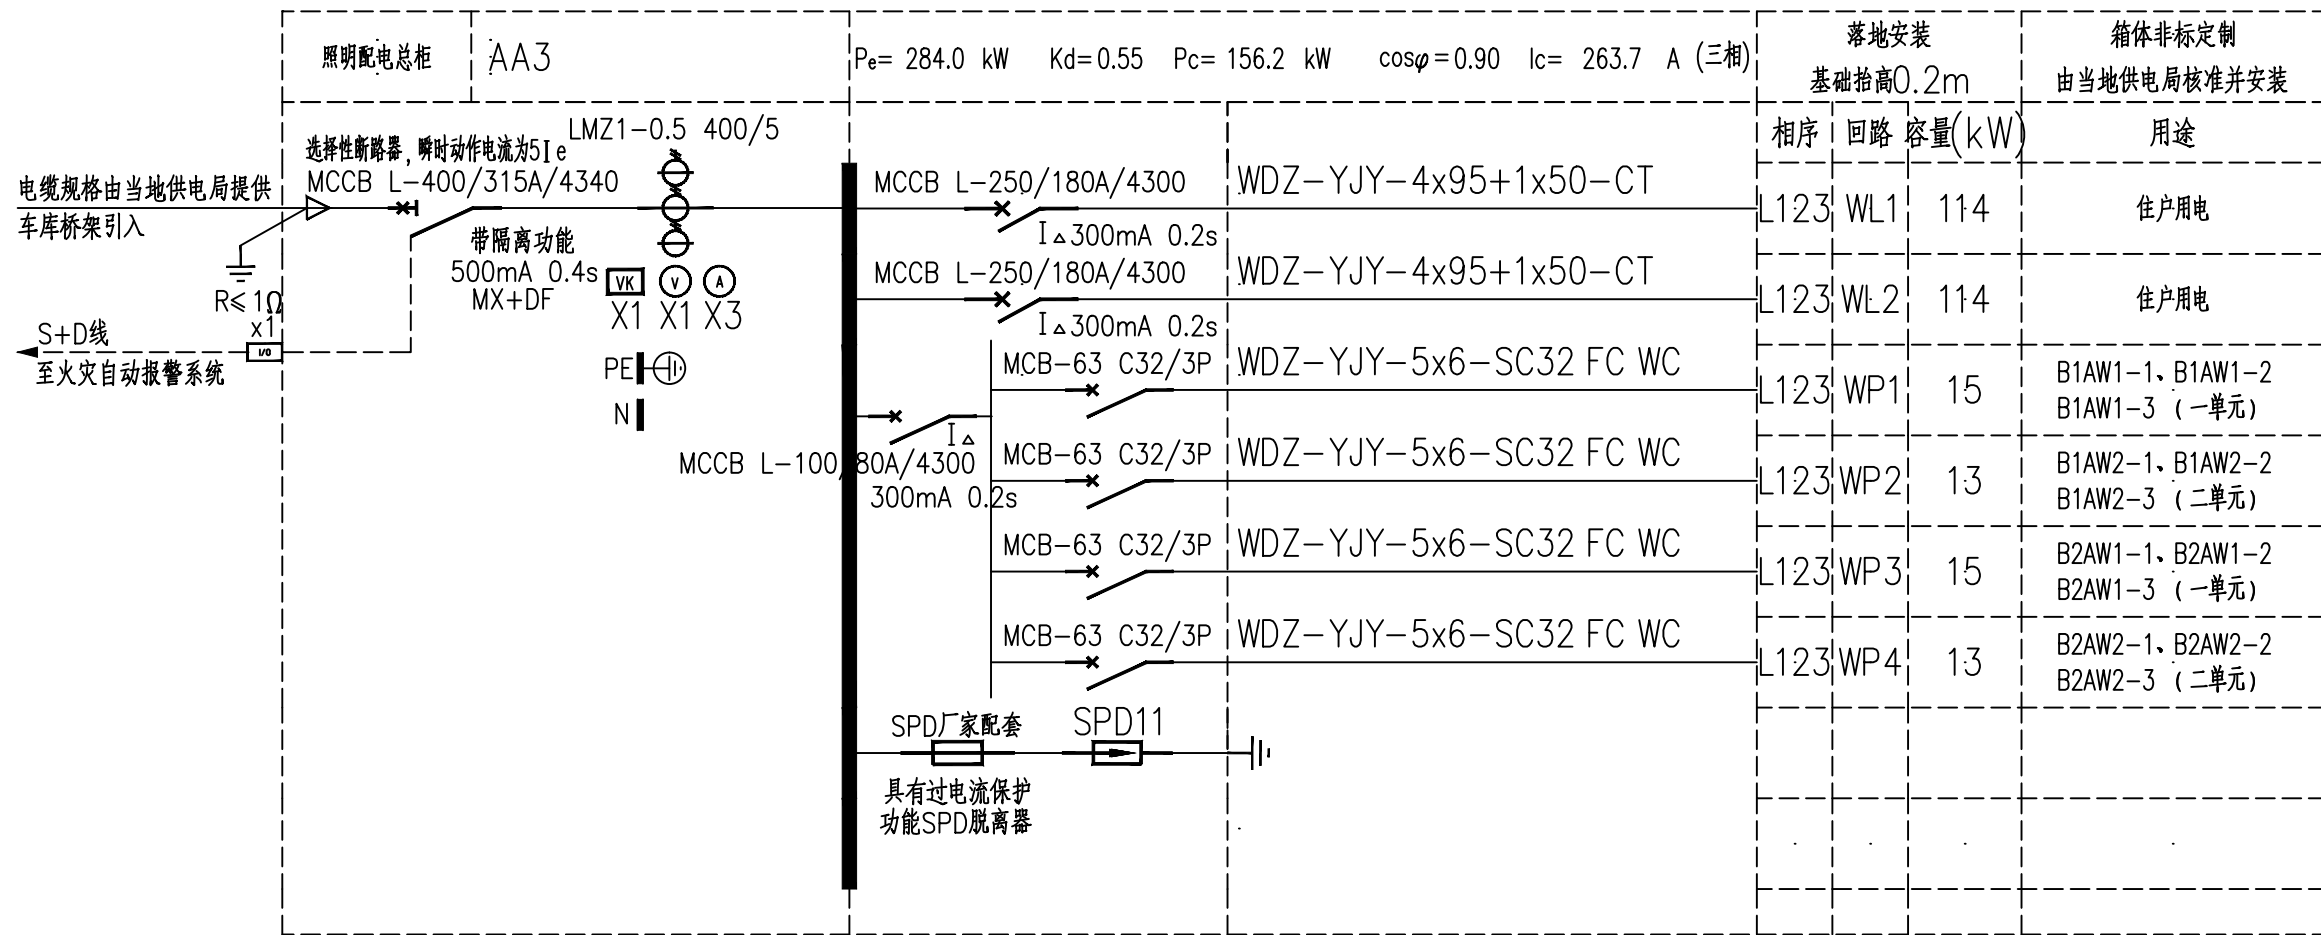 照明配电总柜
AA3
Pe= 284.0 kW Kd=0.55 Pc= 156.2 kW cosφ=0.90 Ic= 263.7 A (三相)
落地安装
基础抬高0.2m
箱体非标定制
由当地供电局核准并安装
相序 回路 容量(kW) 用途
电缆规格由当地供电局提供
车库桥架引入
R≤1Ω
x1
I/O
S+D线
至火灾自动报警系统
选择性断路器,瞬时动作电流为5Ie
MCCB L-400/315A/4340
带隔离功能
500mA 0.4s
MX+DF
LMZ1-0.5 400/5
VK V A
X1 X1 X3
PE
N
MCCB L-250/180A/4300 WDZ-YJY-4x95+1x50-CT
I△300mA 0.2s
L123 WL1 114 住户用电
MCCB L-250/180A/4300 WDZ-YJY-4x95+1x50-CT
I△300mA 0.2s
L123 WL2 114 住户用电
I△
MCCB L-100/80A/4300
300mA 0.2s
MCB-63 C32/3P WDZ-YJY-5x6-SC32 FC WC
L123 WP1 15
B1AW1-1、B1AW1-2
B1AW1-3 (一单元)
MCB-63 C32/3P WDZ-YJY-5x6-SC32 FC WC
L123 WP2 13
B1AW2-1、B1AW2-2
B1AW2-3 (二单元)
MCB-63 C32/3P WDZ-YJY-5x6-SC32 FC WC
L123 WP3 15
B2AW1-1、B2AW1-2
B2AW1-3 (一单元)
MCB-63 C32/3P WDZ-YJY-5x6-SC32 FC WC
L123 WP4 13
B2AW2-1、B2AW2-2
B2AW2-3 (二单元)
SPD厂家配套
SPD11
具有过电流保护
功能SPD脱离器